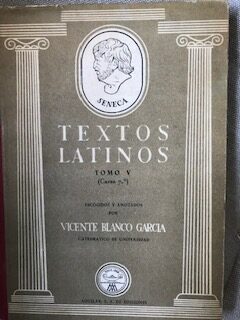 SENECA
TEXTOS
LATINOS
TOMO V
(Curso 7.º)
ESCOGIDOS Y ANOTADOS
POR
VICENTE BLANCO GARCIA
CATEDRATICO DE UNIVERSIDAD
AGUILAR, S. A. DE EDICIONES